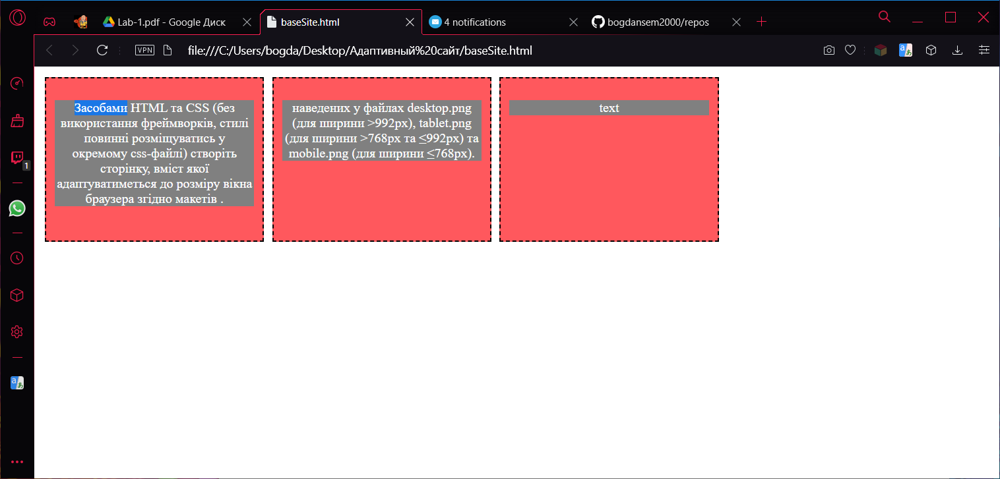 Lab-1.pdf - Google Диск
baseSite.html
4 notifications
bogdansem2000/repos
VPN
file:///C:/Users/bogda/Desktop/Адаптивный%20сайт/baseSite.html
1
Засобами HTML та CSS (без
використання фреймворків, стилі
повинні розміщуватись у
окремому css-файлі) створіть
сторінку, вміст якої
адаптуватиметься до розміру вікна
браузера згідно макетів .
наведених у файлах desktop.png
(для ширини >992px), tablet.png
(для ширини >768px та ≤992px) та
mobile.png (для ширини ≤768px).
text